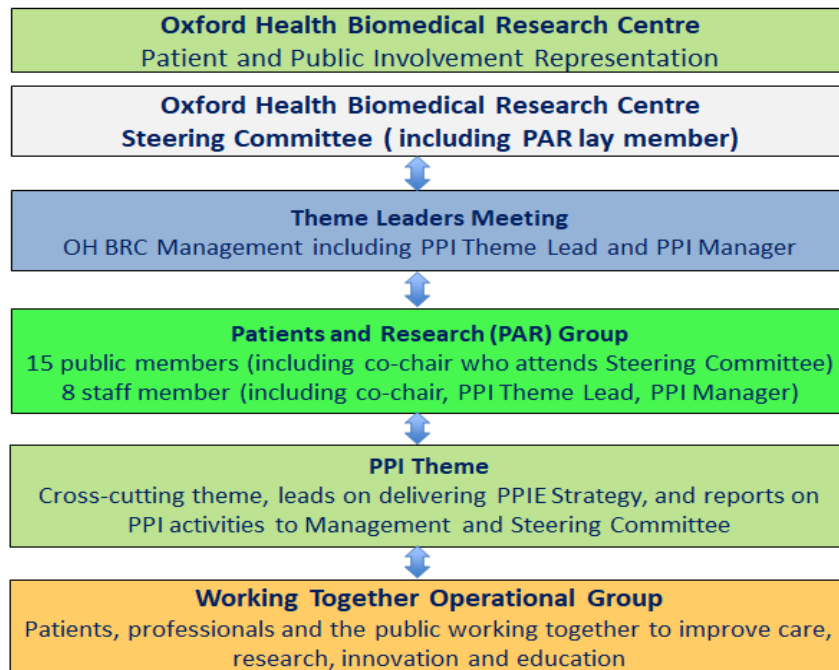 Oxford Health Biomedical Research Centre
Patient and Public Involvement Representation
Oxford Health Biomedical Research Centre
Steering Committee ( including PAR lay member)
Theme Leaders Meeting
OH BRC Management including PPI Theme Lead and PPI Manager
Patients and Research (PAR) Group
15 public members (including co-chair who attends Steering Committee)
8 staff member (including co-chair, PPI Theme Lead, PPI Manager)
PPI Theme
Cross-cutting theme, leads on delivering PPIE Strategy, and reports on
PPI activities to Management and Steering Committee
Working Together Operational Group
Patients, professionals and the public working together to improve care,
research, innovation and education